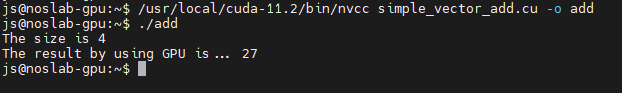 js@noslab-gpu:~$ /usr/local/cuda-11.2/bin/nvcc simple_vector_add.cu -o add
js@noslab-gpu:~$ ./add
The size is 4
The result by using GPU is... 27
js@noslab-gpu:~$